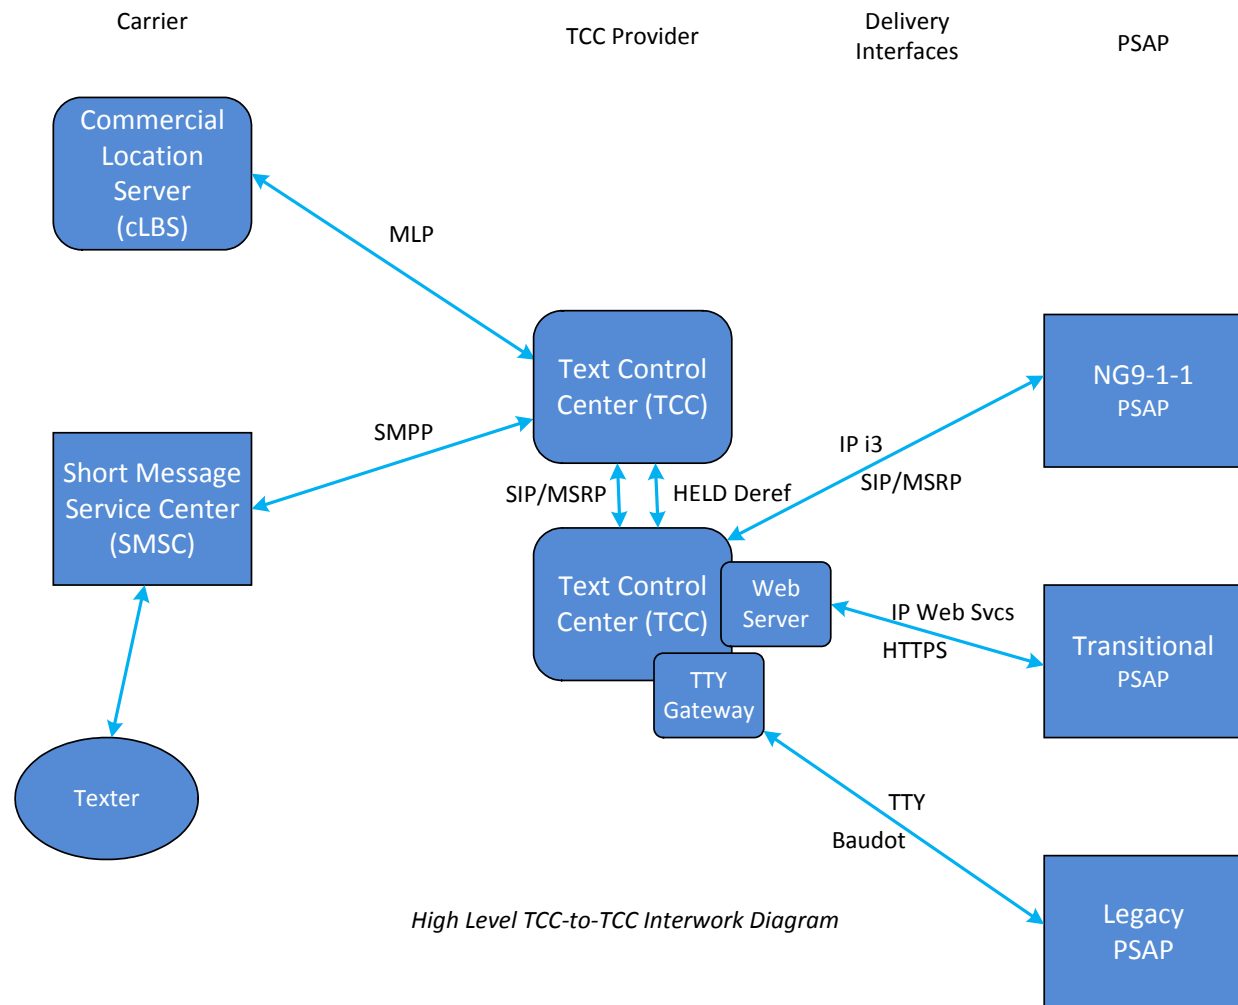 Carrier
TCC Provider
Delivery
Interfaces
PSAP
Commercial
Location
Server
(cLBS)
MLP
Text Control
Center (TCC)
NG9-1-1
PSAP
SMPP
IP i3
SIP/MSRP
Short Message
Service Center
(SMSC)
SIP/MSRP
HELD Deref
Text Control
Center (TCC)
Web
Server
IP Web Svcs
HTTPS
Transitional
PSAP
TTY
Gateway
Texter
TTY
Baudot
Legacy
PSAP
High Level TCC-to-TCC Interwork Diagram